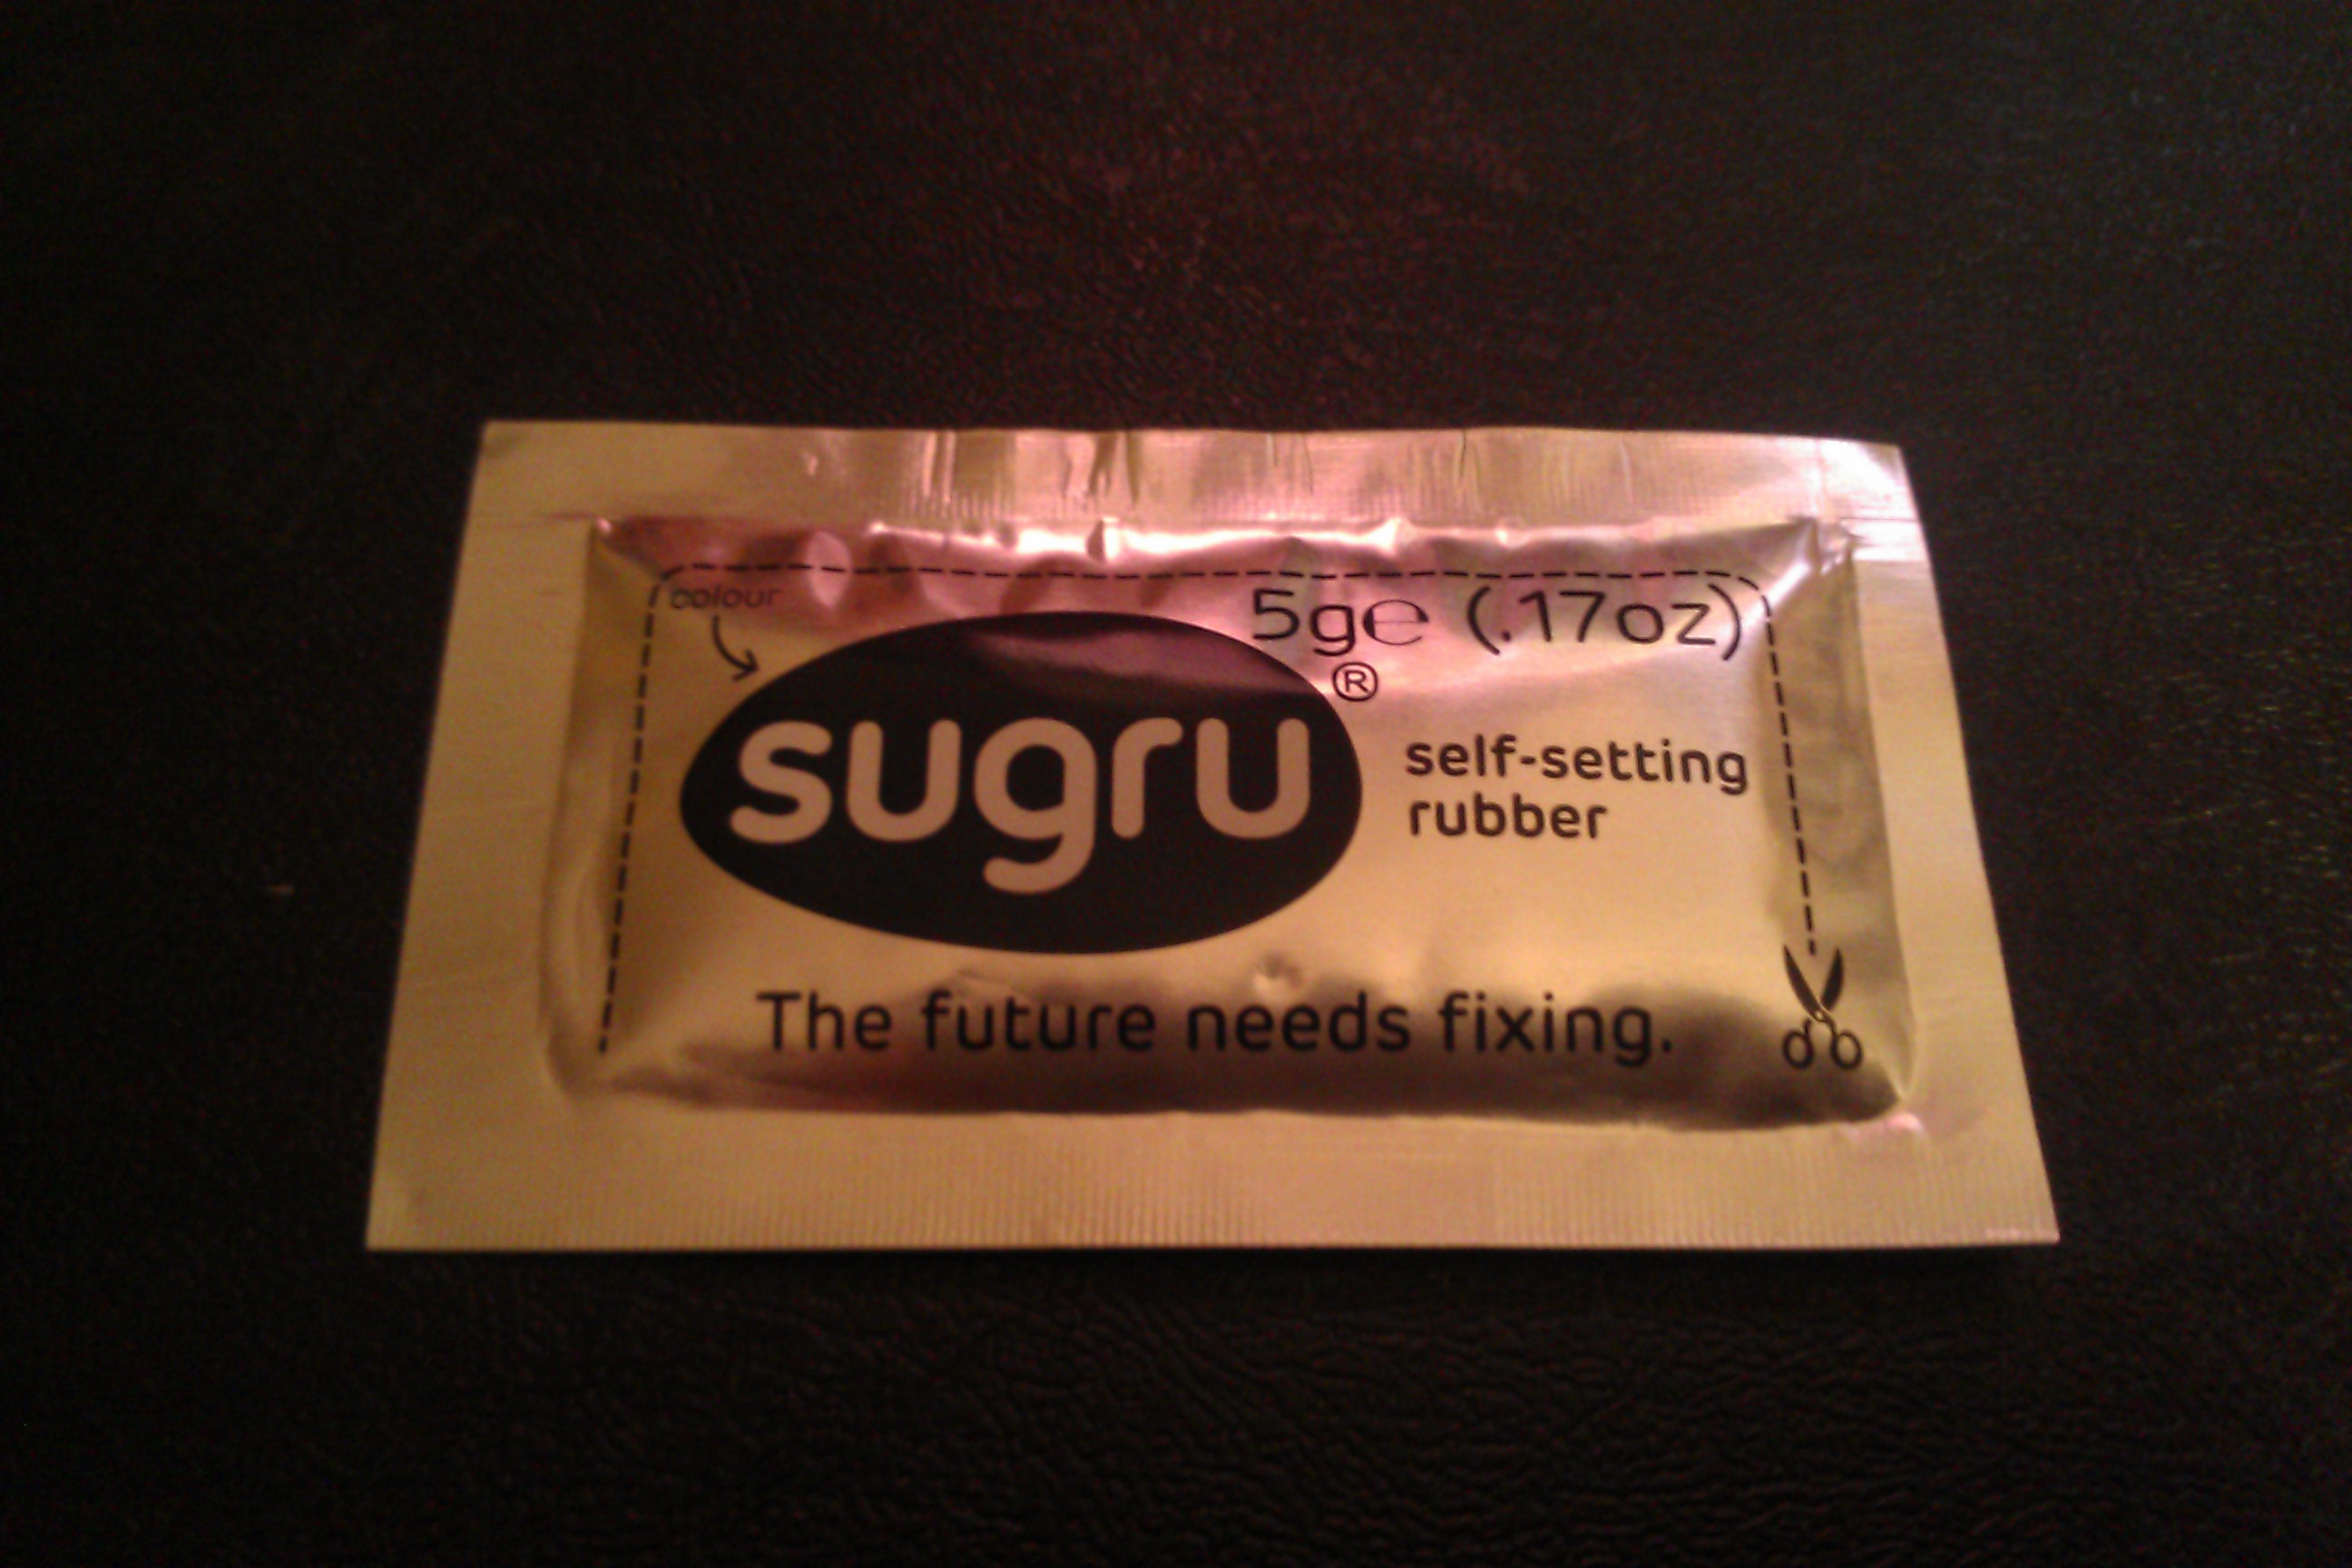 colour
5g℮ (.17oz)
sugru®
self-setting
rubber
The future needs fixing.